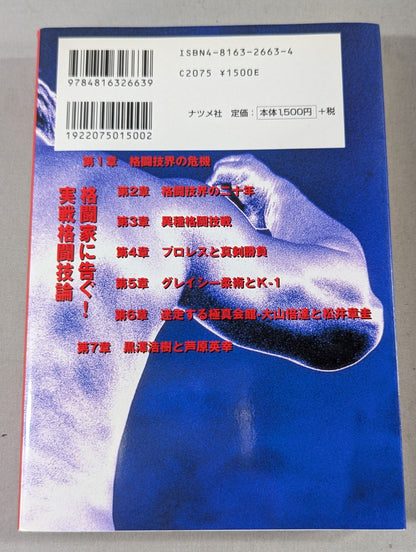 ISBN4-8163-2663-4
C2075 ¥1500E
9784816326639
1922075015002
ナツメ社 定価: 本体1,500円 +税
第1章 格闘技界の危機
第2章 格闘技界の二十年
第3章 異種格闘技戦
第4章 プロレスと真剣勝負
第5章 グレイシー柔術とK-1
第6章 迷走する極真会館-大山倍達と松井章圭
第7章 黒澤浩樹と芦原英幸
格闘家に告ぐ!
実戦格闘技論